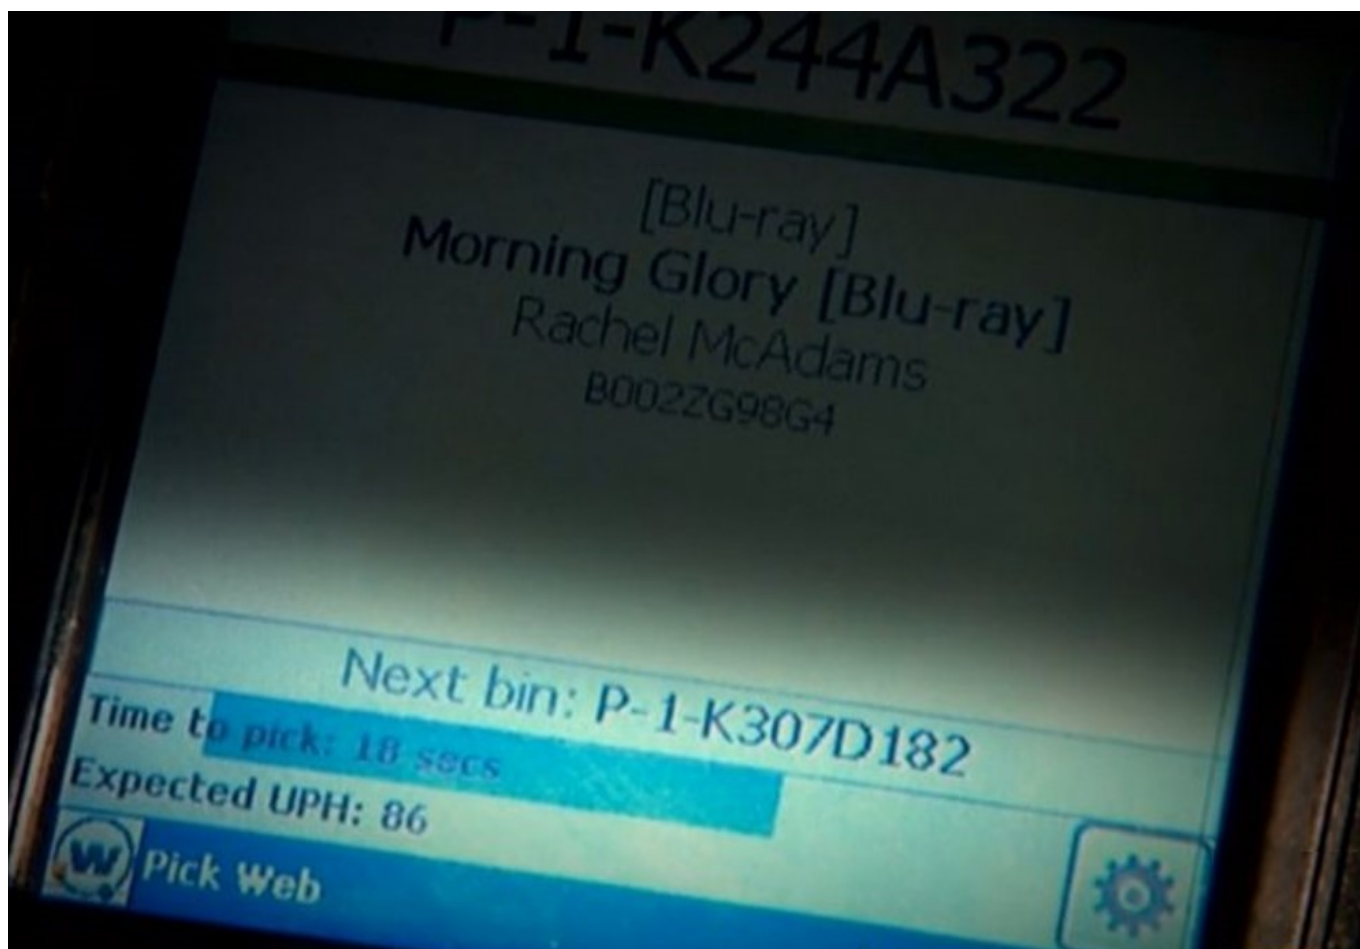 P-1-K244A322
[Blu-ray]
Morning Glory [Blu-ray]
Rachel McAdams
B002ZG98G4
Next bin: P-1-K307D182
Time to pick: 18 secs
Expected UPH: 86
W Pick Web